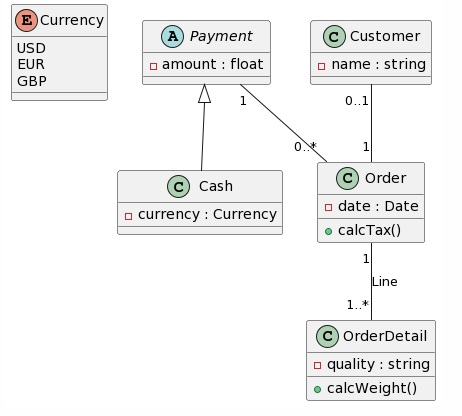 E Currency
USD
EUR
GBP
A Payment
amount : float
C Customer
name : string
1
0..*
0..1
1
C Cash
currency : Currency
C Order
date : Date
calcTax()
1
Line
1..*
C OrderDetail
quality : string
calcWeight()